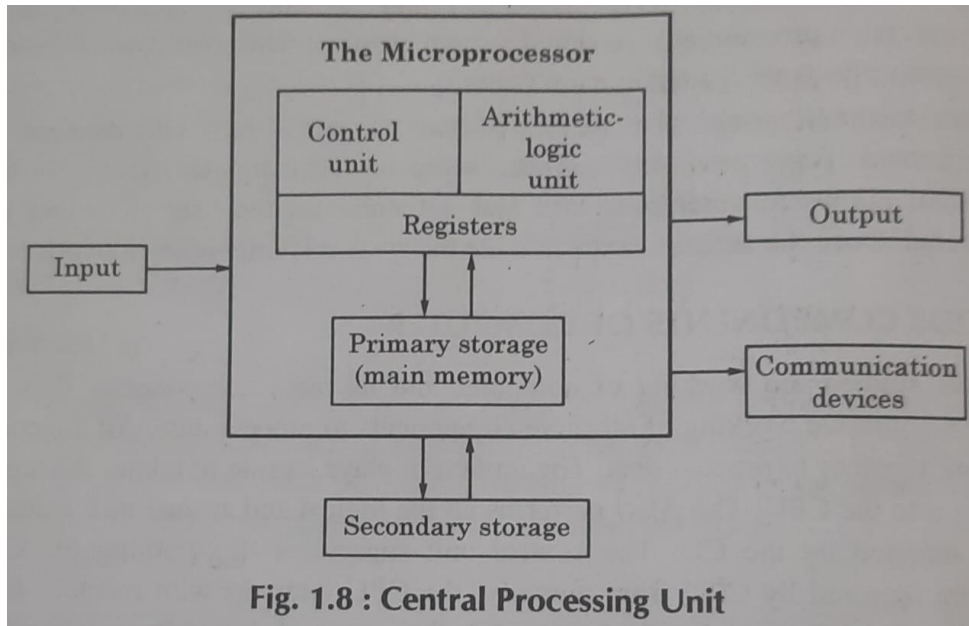 The Microprocessor
Control
unit
Arithmetic-
logic
unit
Registers
Input
Output
Primary storage
(main memory)
Communication
devices
Secondary storage
Fig. 1.8 : Central Processing Unit